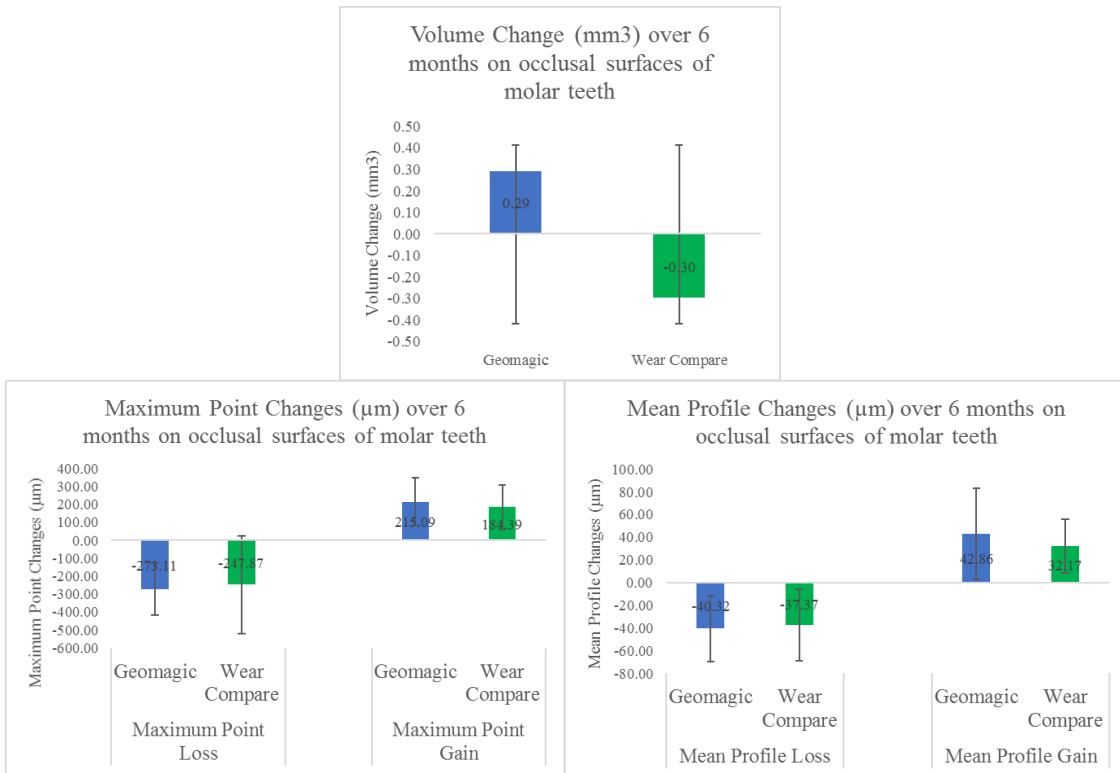 Volume Change (mm3) over 6
months on occlusal surfaces of
molar teeth
Volume Change (mm3)
0.50
0.40
0.30
0.20
0.10
0.00
-0.10
-0.20
-0.30
-0.40
-0.50
0.29
-0.30
Geomagic
Wear Compare
Maximum Point Changes (µm) over 6
months on occlusal surfaces of molar teeth
Maximum Point Changes (µm)
400.00
300.00
200.00
100.00
0.00
-100.00
-200.00
-300.00
-400.00
-500.00
-600.00
-273.11
-247.87
215.09
184.39
Geomagic
Wear
Compare
Geomagic
Wear
Compare
Maximum Point
Loss
Maximum Point
Gain
Mean Profile Changes (µm) over 6 months on
occlusal surfaces of molar teeth
Mean Profile Changes (µm)
100.00
80.00
60.00
40.00
20.00
0.00
-20.00
-40.00
-60.00
-80.00
-40.32
-37.37
42.86
32.17
Geomagic
Wear
Compare
Geomagic
Wear
Compare
Mean Profile Loss
Mean Profile Gain